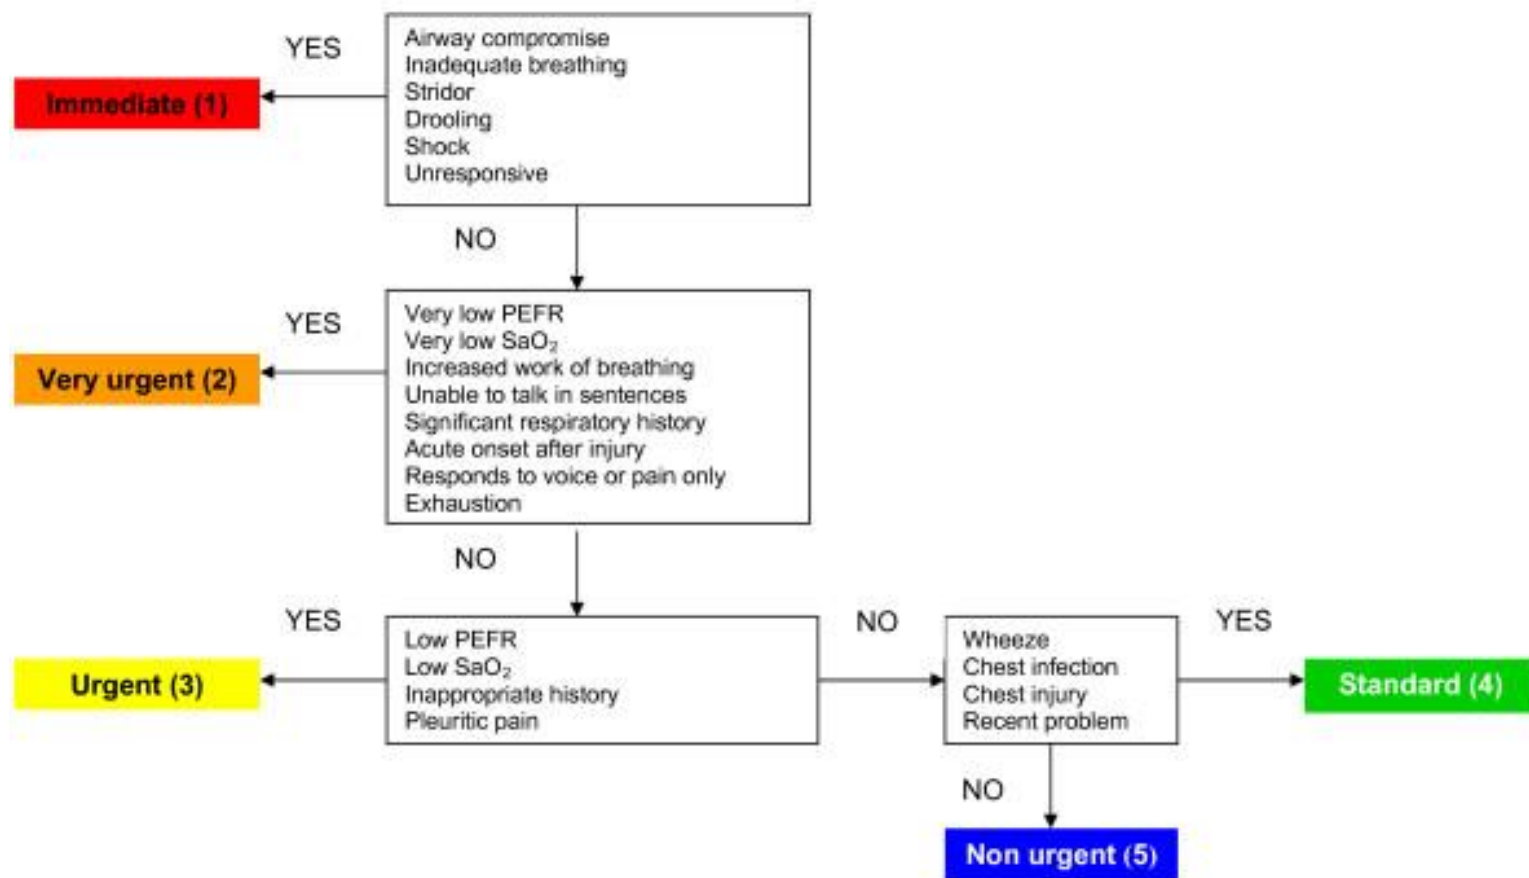 YES
Airway compromise
Inadequate breathing
Stridor
Drooling
Shock
Unresponsive
Immediate (1)
NO
YES
Very low PEFR
Very low SaO₂
Increased work of breathing
Unable to talk in sentences
Significant respiratory history
Acute onset after injury
Responds to voice or pain only
Exhaustion
Very urgent (2)
NO
YES
Low PEFR
Low SaO₂
Inappropriate history
Pleuritic pain
Urgent (3)
NO
Wheeze
Chest infection
Chest injury
Recent problem
YES
Standard (4)
NO
Non urgent (5)